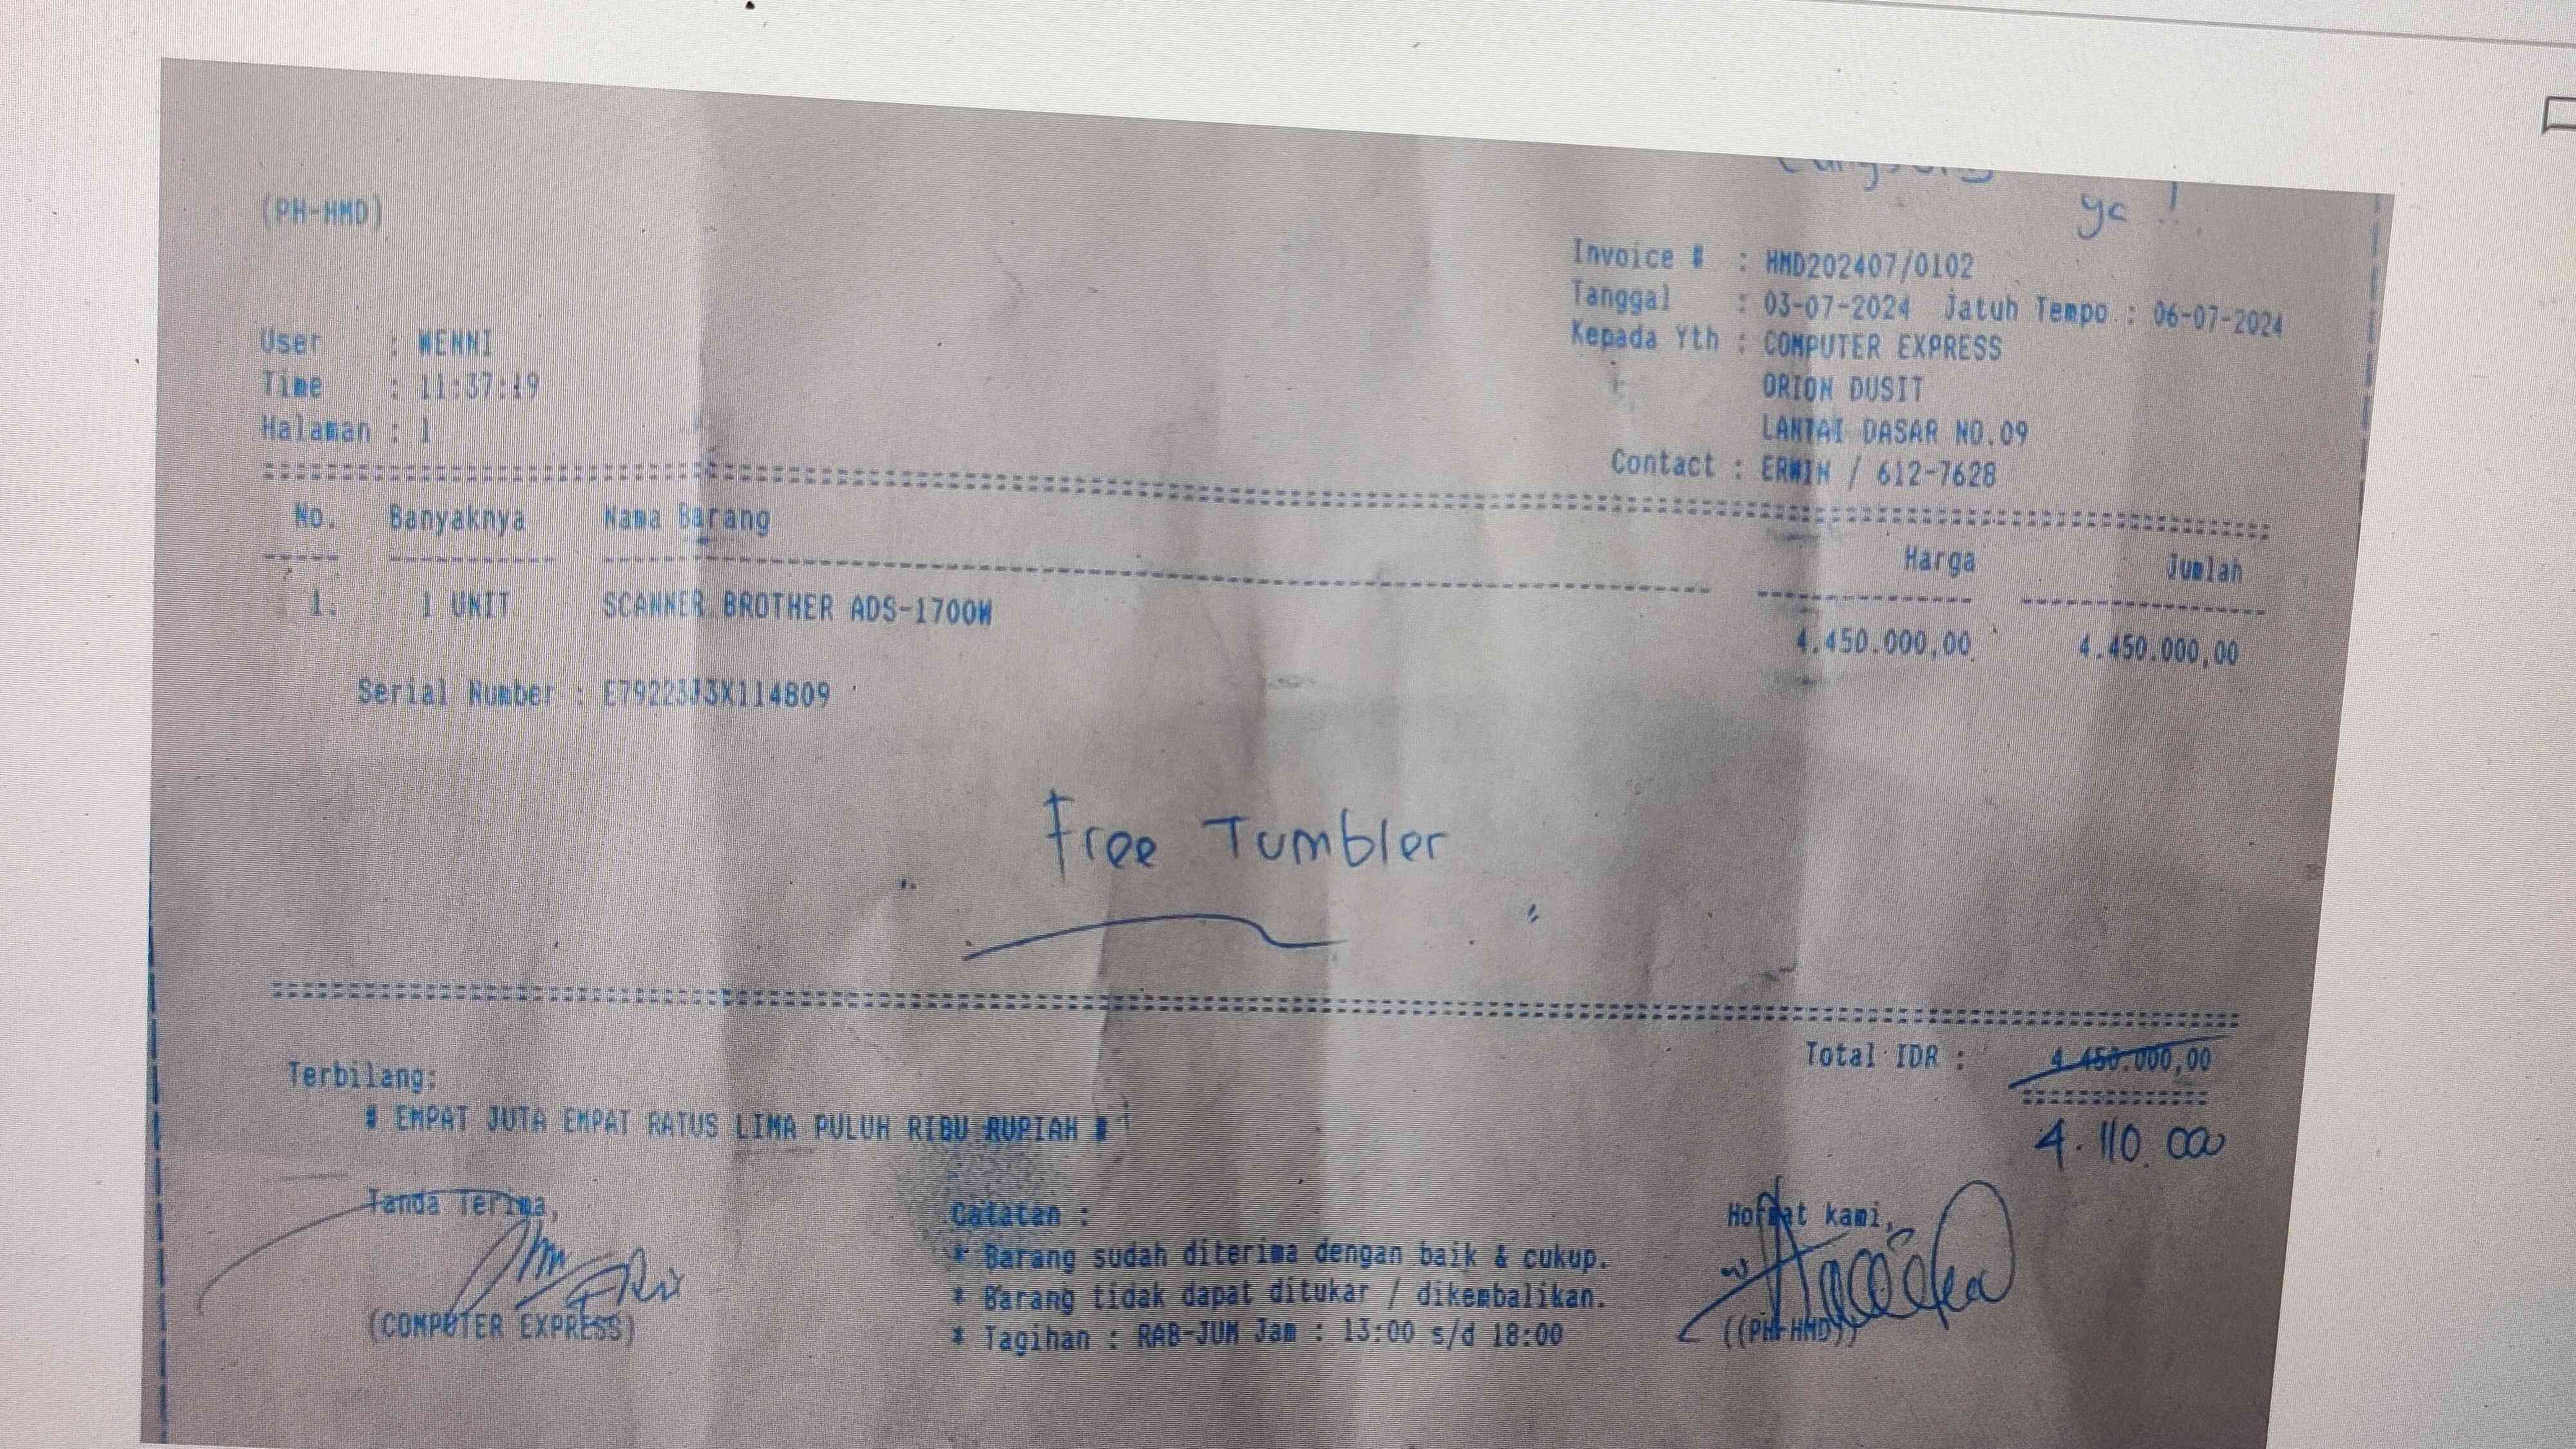 ya !
(PH-HMD)
Invoice # : HMD202407/0102
Tanggal : 03-07-2024 Jatuh Tempo : 06-07-2024
Kepada Yth : COMPUTER EXPRESS
ORION DUSIT
LANTAI DASAR NO.09
Contact : ERWIN / 612-7628
User : WENNI
Time : 11:37:19
Halaman : 1
No. Banyaknya Nama Barang Harga Jumlah
1. 1 UNIT SCANNER BROTHER ADS-1700W 4.450.000,00 4.450.000,00
Serial Number : E79223J3X114809
Free Tumbler
Total IDR : 4.450.000,00
4.110.000
Terbilang:
# EMPAT JUTA EMPAT RATUS LIMA PULUH RIBU RUPIAH #
Tanda Terima,
(COMPUTER EXPRESS)
Catatan :
* Barang sudah diterima dengan baik & cukup.
* Barang tidak dapat ditukar / dikembalikan.
* Tagihan : RAB-JUM Jam : 13:00 s/d 18:00
Hormat kami,
((PH-HMD))